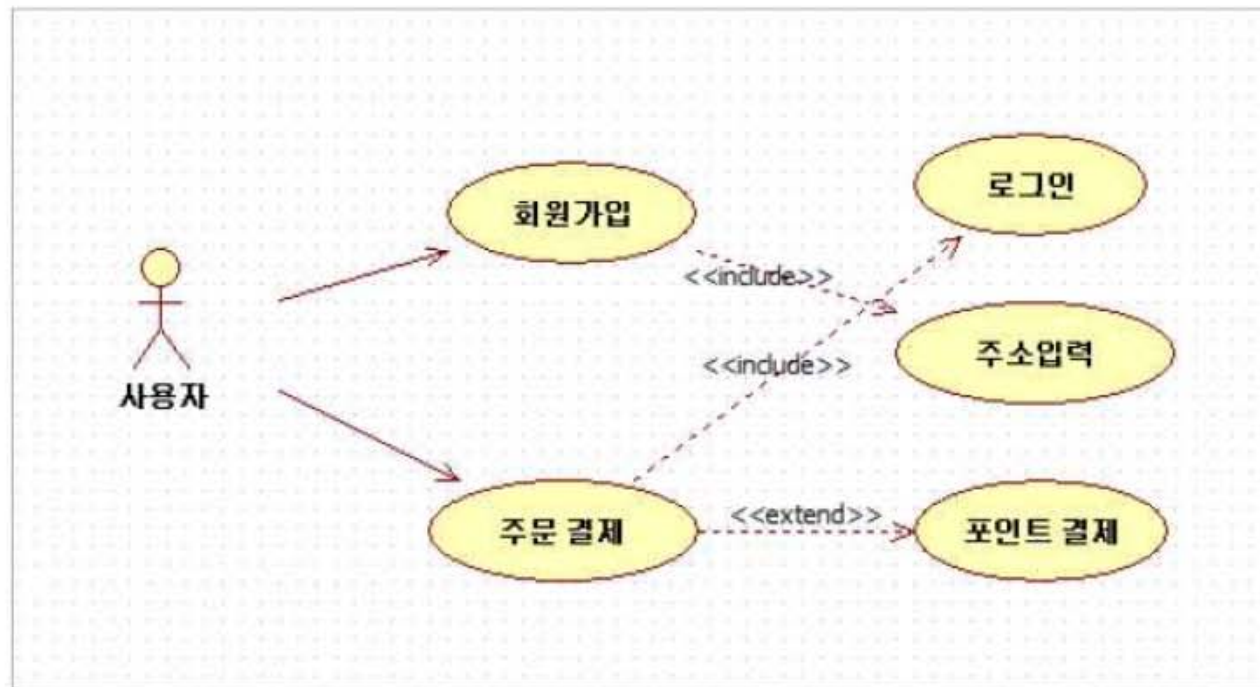 로그인
회원가입
<<include>>
주소입력
<<include>>
사용자
<<extend>>
주문 결제
포인트 결제